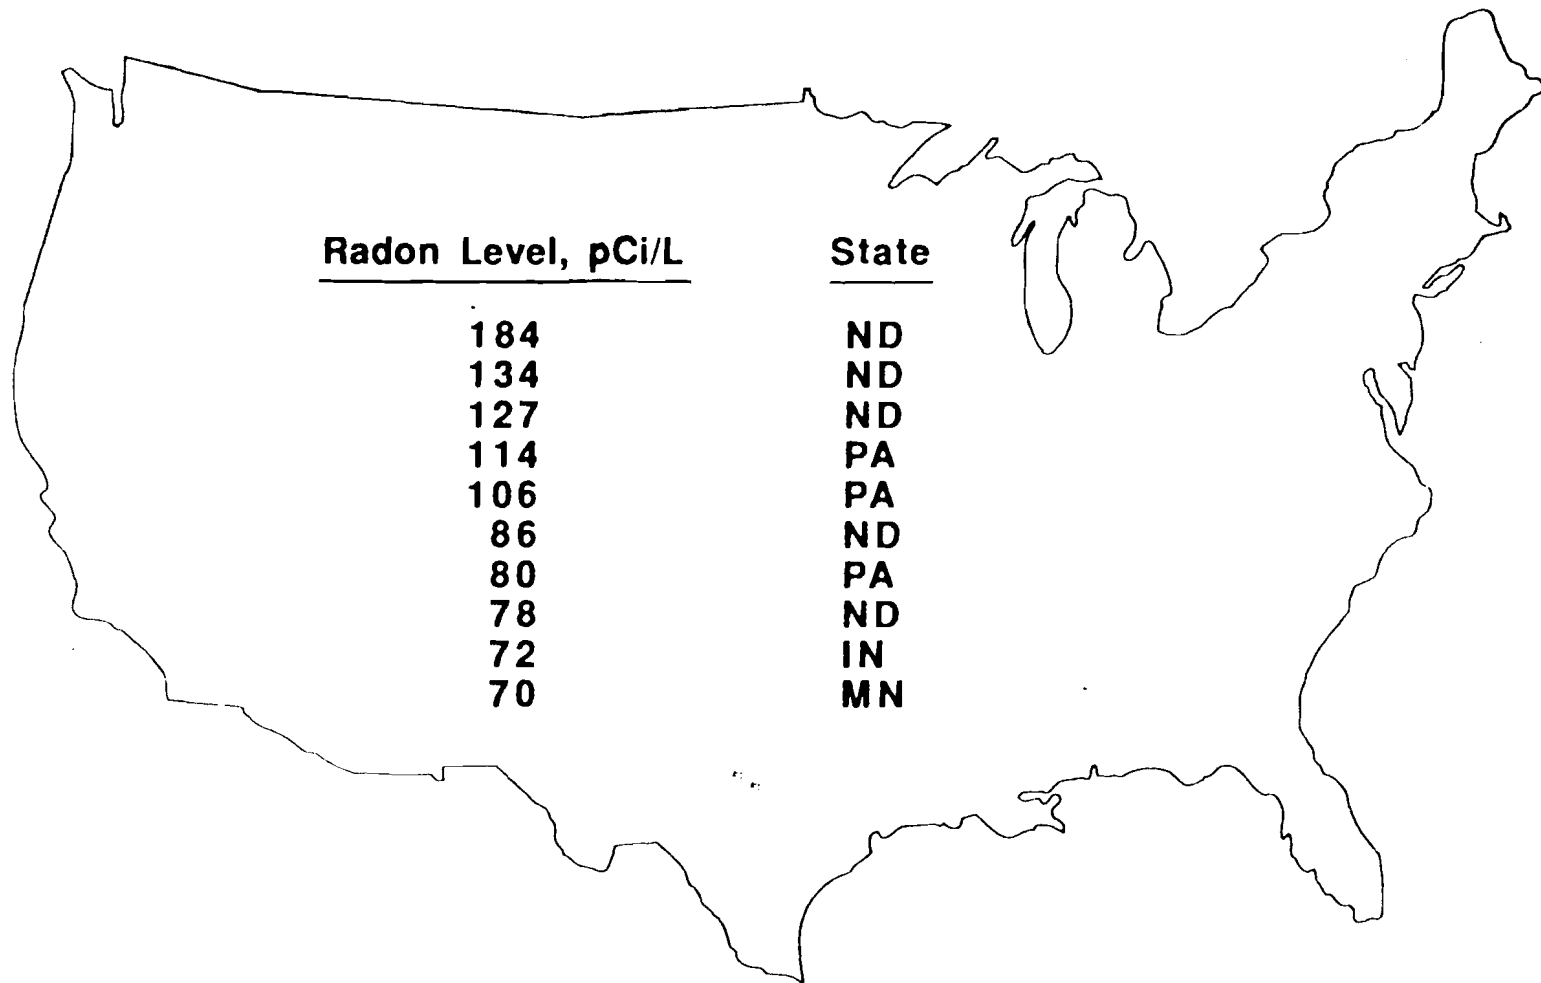 Radon Level, pCi/L State
184 ND
134 ND
127 ND
114 PA
106 PA
86 ND
80 PA
78 ND
72 IN
70 MN